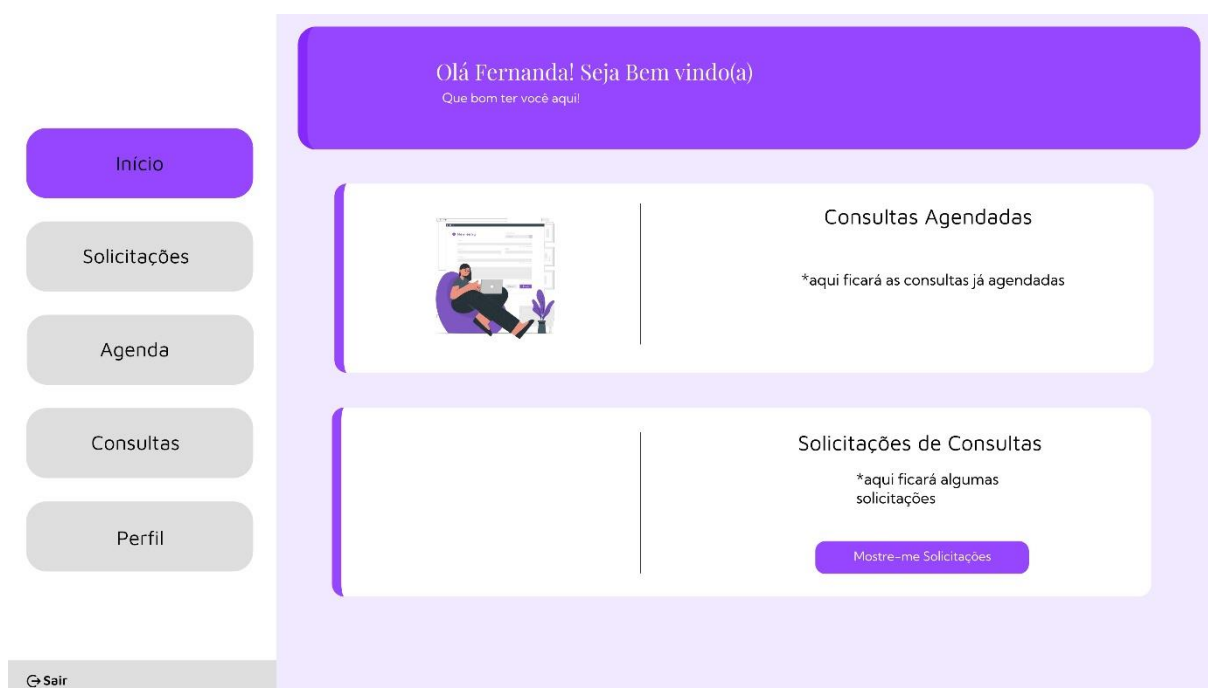 Olá Fernanda! Seja Bem vindo(a)
Que bom ter você aqui!
Início
Solicitações
Agenda
Consultas
Perfil
Sair
Consultas Agendadas
*aqui ficará as consultas já agendadas
Solicitações de Consultas
*aqui ficará algumas
solicitações
Mostre-me Solicitações